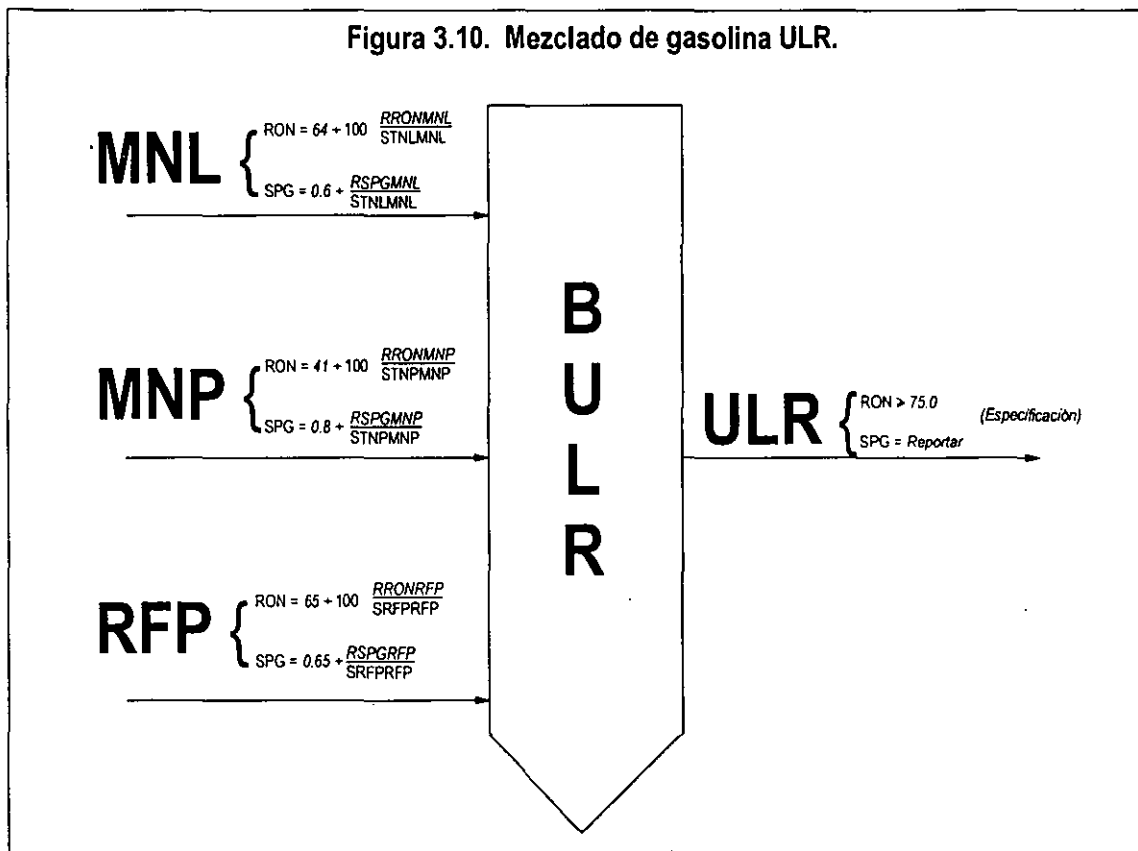 Figura 3.10. Mezclado de gasolina ULR.
MNL
RON = 64 + 100 RRONMNL
STNLMNL
SPG = 0.6 + RSPGMNL
STNLMNL
MNP
RON = 41 + 100 RRONMNP
STNPMNP
SPG = 0.8 + RSPGMNP
STNPMNP
RFP
RON = 65 + 100 RRONRFP
SRFPRFP
SPG = 0.65 + RSPGRFP
SRFPRFP
B
U
L
R
ULR
RON > 75.0
(Especificación)
SPG = Reportar